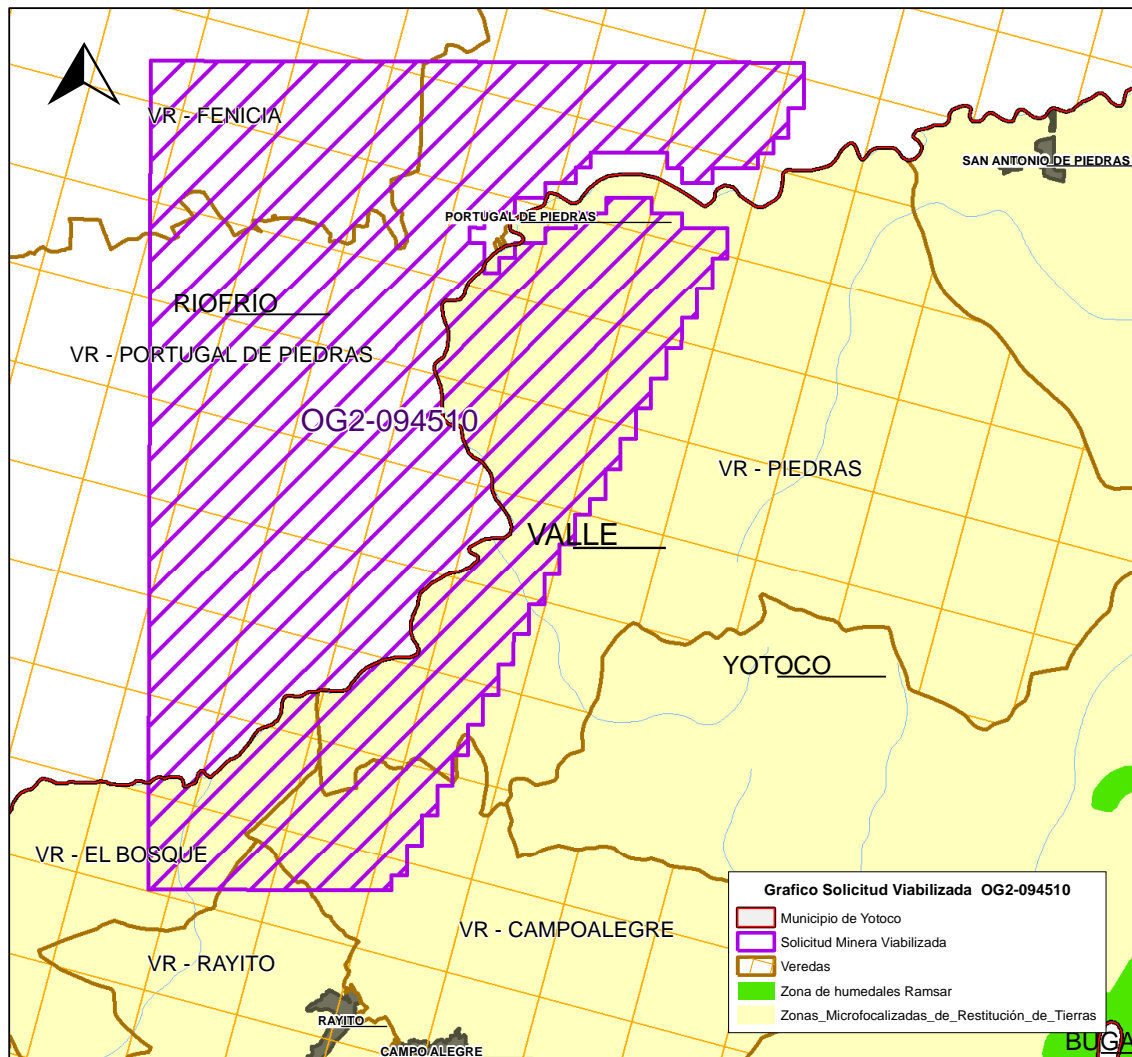 VR - FENICIA
SAN ANTONIO DE PIEDRAS
PORTUGAL DE PIEDRAS
RIOFRÍO
VR - PORTUGAL DE PIEDRAS
OG2-094510
VR - PIEDRAS
VALLE
YOTOCO
VR - EL BOSQUE
VR - CAMPOALEGRE
VR - RAYITO
RAYITO
CAMPO ALEGRE
Grafico Solicitud Viabilizada OG2-094510
Municipio de Yotoco
Solicitud Minera Viabilizada
Veredas
Zona de humedales Ramsar
Zonas_Microfocalizadas_de_Restitución_de_Tierras
BUGA